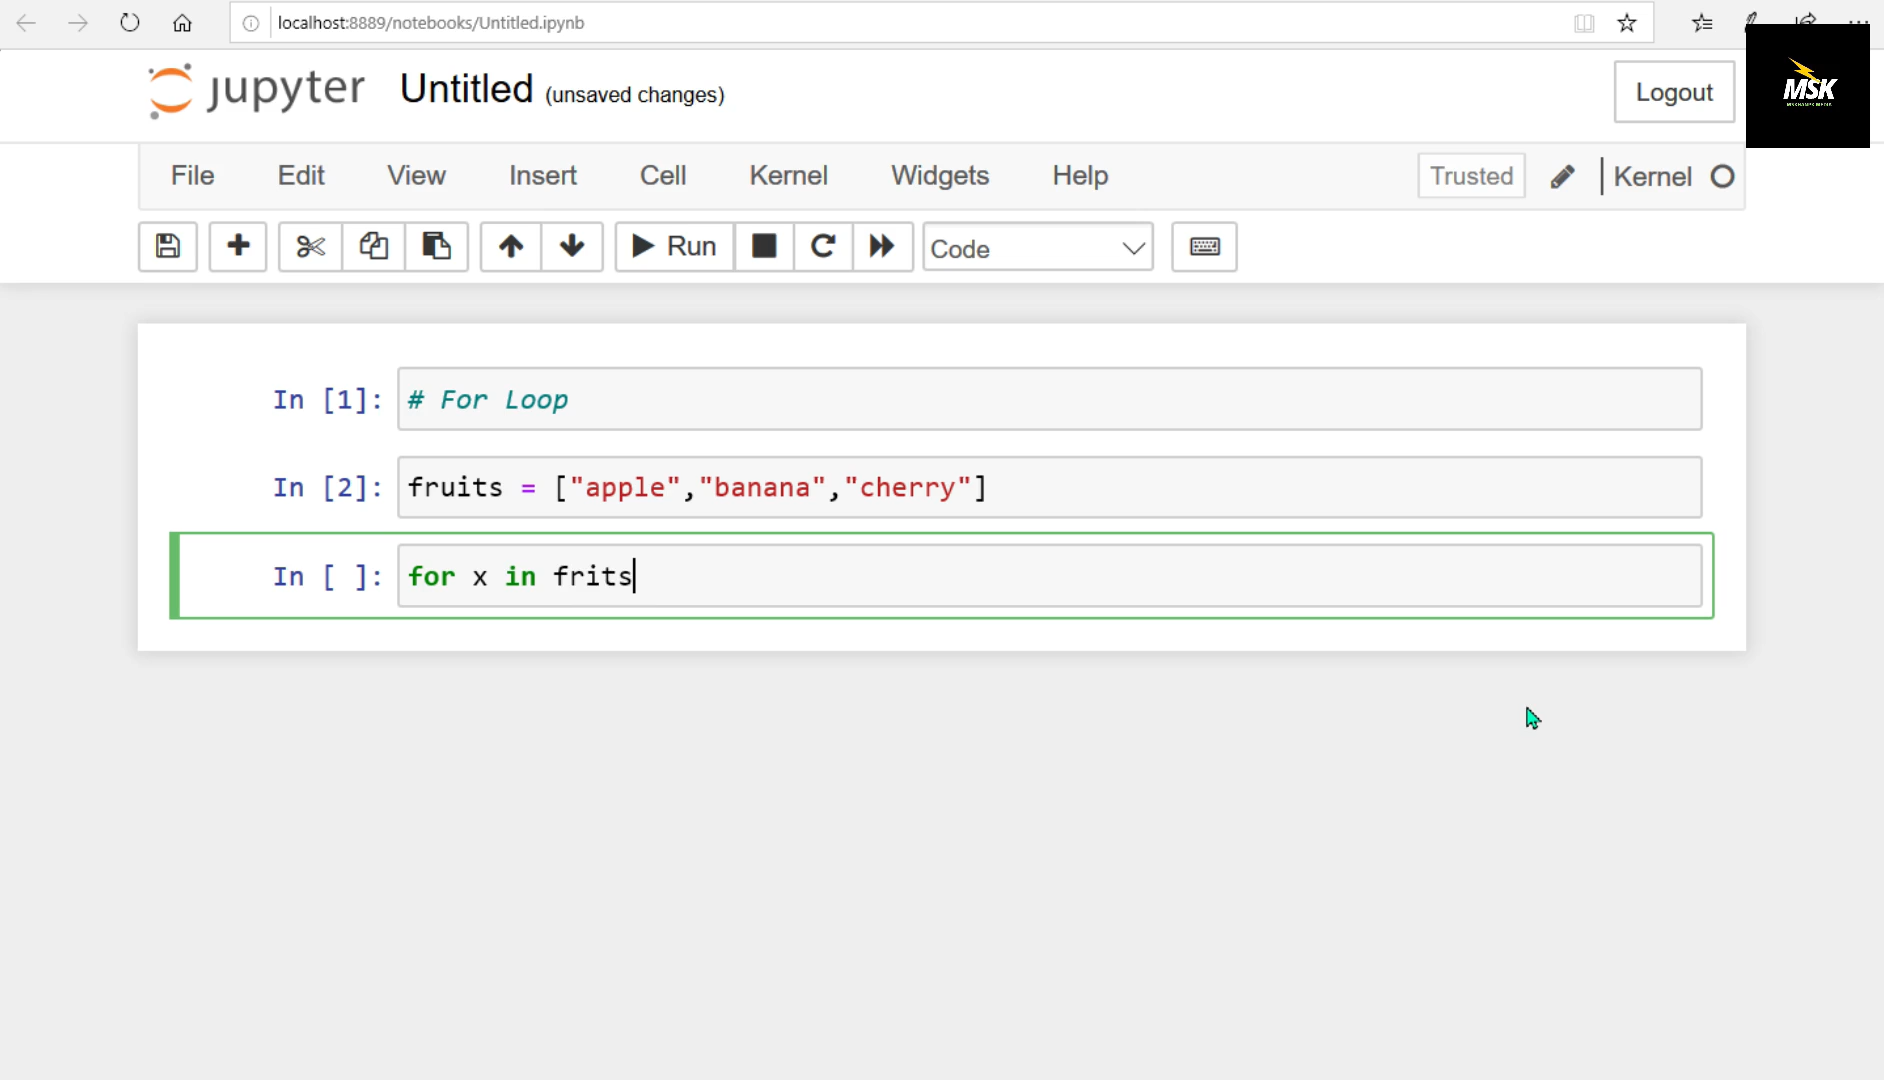 localhost:8889/notebooks/Untitled.ipynb
MSK
jupyter Untitled (unsaved changes)
Logout
File Edit View Insert Cell Kernel Widgets Help Trusted Kernel
Run Code
In [1]: # For Loop
In [2]: fruits = ["apple","banana","cherry"]
In [ ]: for x in frits